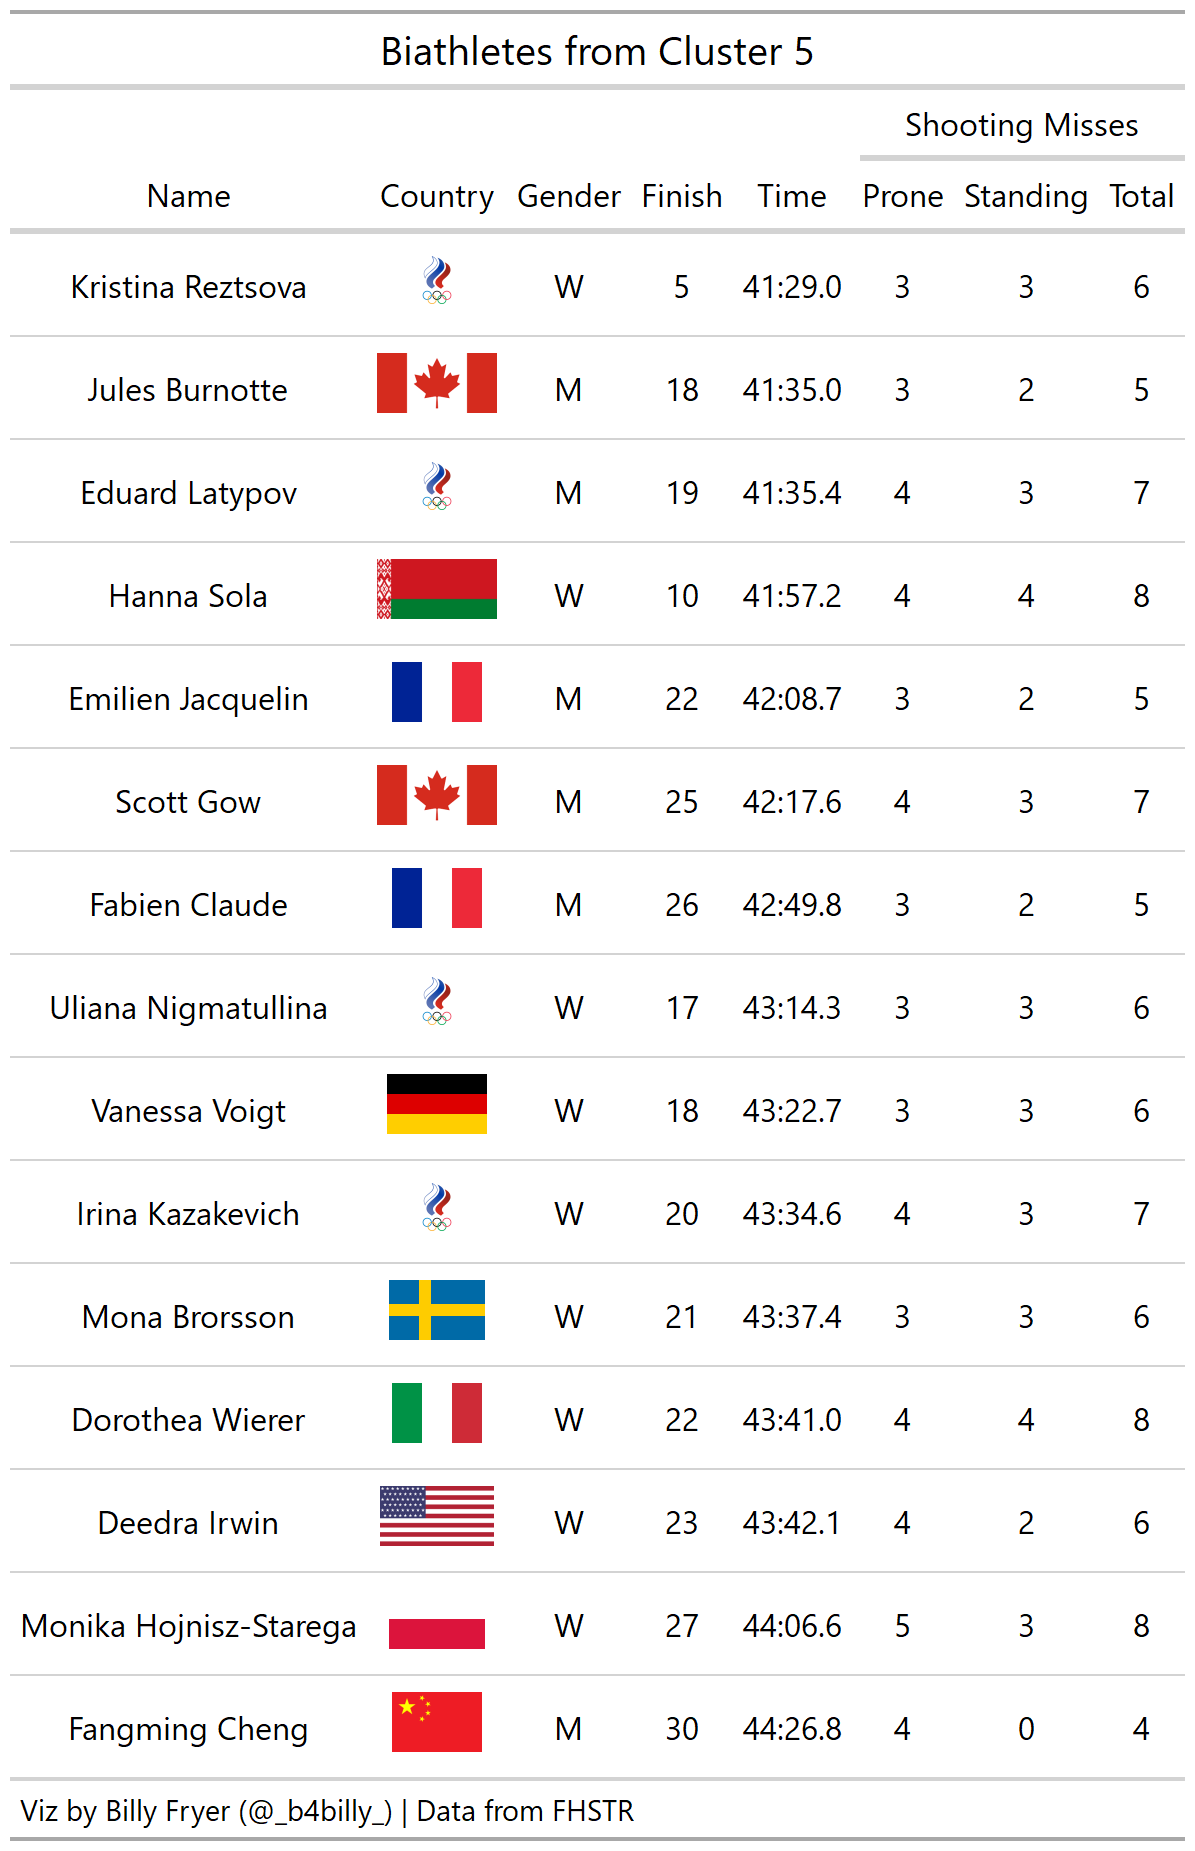 Biathletes from Cluster 5
Shooting Misses
Name Country Gender Finish Time Prone Standing Total
Kristina Reztsova W 5 41:29.0 3 3 6
Jules Burnotte M 18 41:35.0 3 2 5
Eduard Latypov M 19 41:35.4 4 3 7
Hanna Sola W 10 41:57.2 4 4 8
Emilien Jacquelin M 22 42:08.7 3 2 5
Scott Gow M 25 42:17.6 4 3 7
Fabien Claude M 26 42:49.8 3 2 5
Uliana Nigmatullina W 17 43:14.3 3 3 6
Vanessa Voigt W 18 43:22.7 3 3 6
Irina Kazakevich W 20 43:34.6 4 3 7
Mona Brorsson W 21 43:37.4 3 3 6
Dorothea Wierer W 22 43:41.0 4 4 8
Deedra Irwin W 23 43:42.1 4 2 6
Monika Hojnisz-Starega W 27 44:06.6 5 3 8
Fangming Cheng M 30 44:26.8 4 0 4
Viz by Billy Fryer (@_b4billy_) | Data from FHSTR